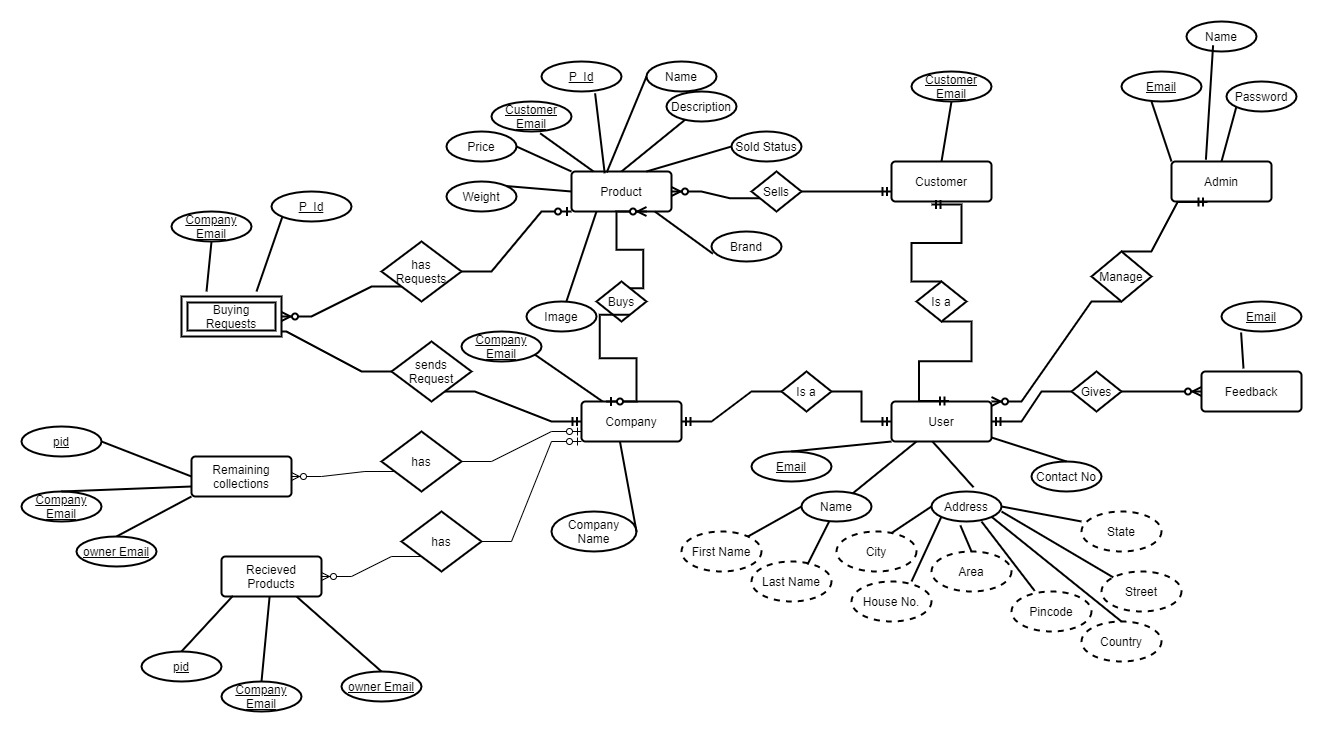 Name
P_Id
Name
Customer
Email
Email
Description
Password
Customer
Email
Price
Sold Status
Product
Sells
Customer
Admin
Weight
P_Id
Company
Email
Brand
has
Requests
Manage
Buying
Requests
Image
Buys
Is a
Email
Company
Email
sends
Request
Is a
Gives
Feedback
Company
User
pid
has
Remaining
collections
Email
Contact No
Company
Email
Name
Address
Company
Name
State
owner Email
has
First Name
City
Area
Recieved
Products
Last Name
Street
House No.
Pincode
Country
pid
Company
Email
owner Email